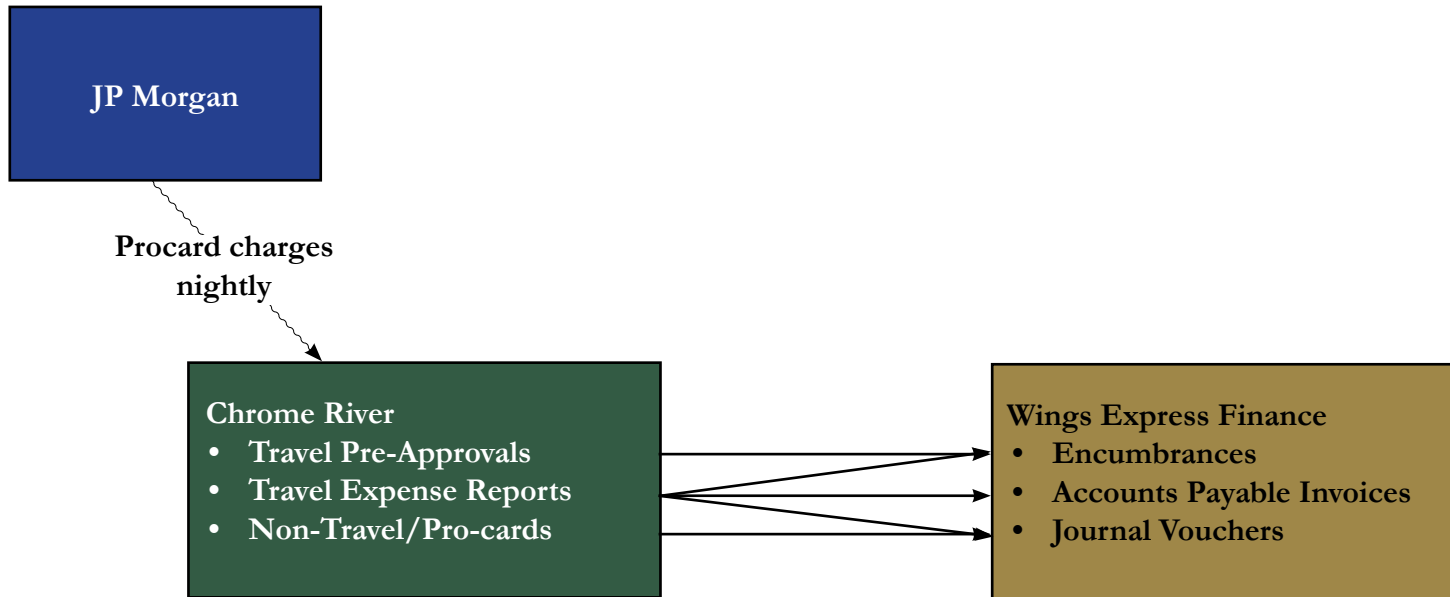 JP Morgan
Procard charges
nightly
Chrome River
• Travel Pre-Approvals
• Travel Expense Reports
• Non-Travel/Pro-cards
Wings Express Finance
• Encumbrances
• Accounts Payable Invoices
• Journal Vouchers